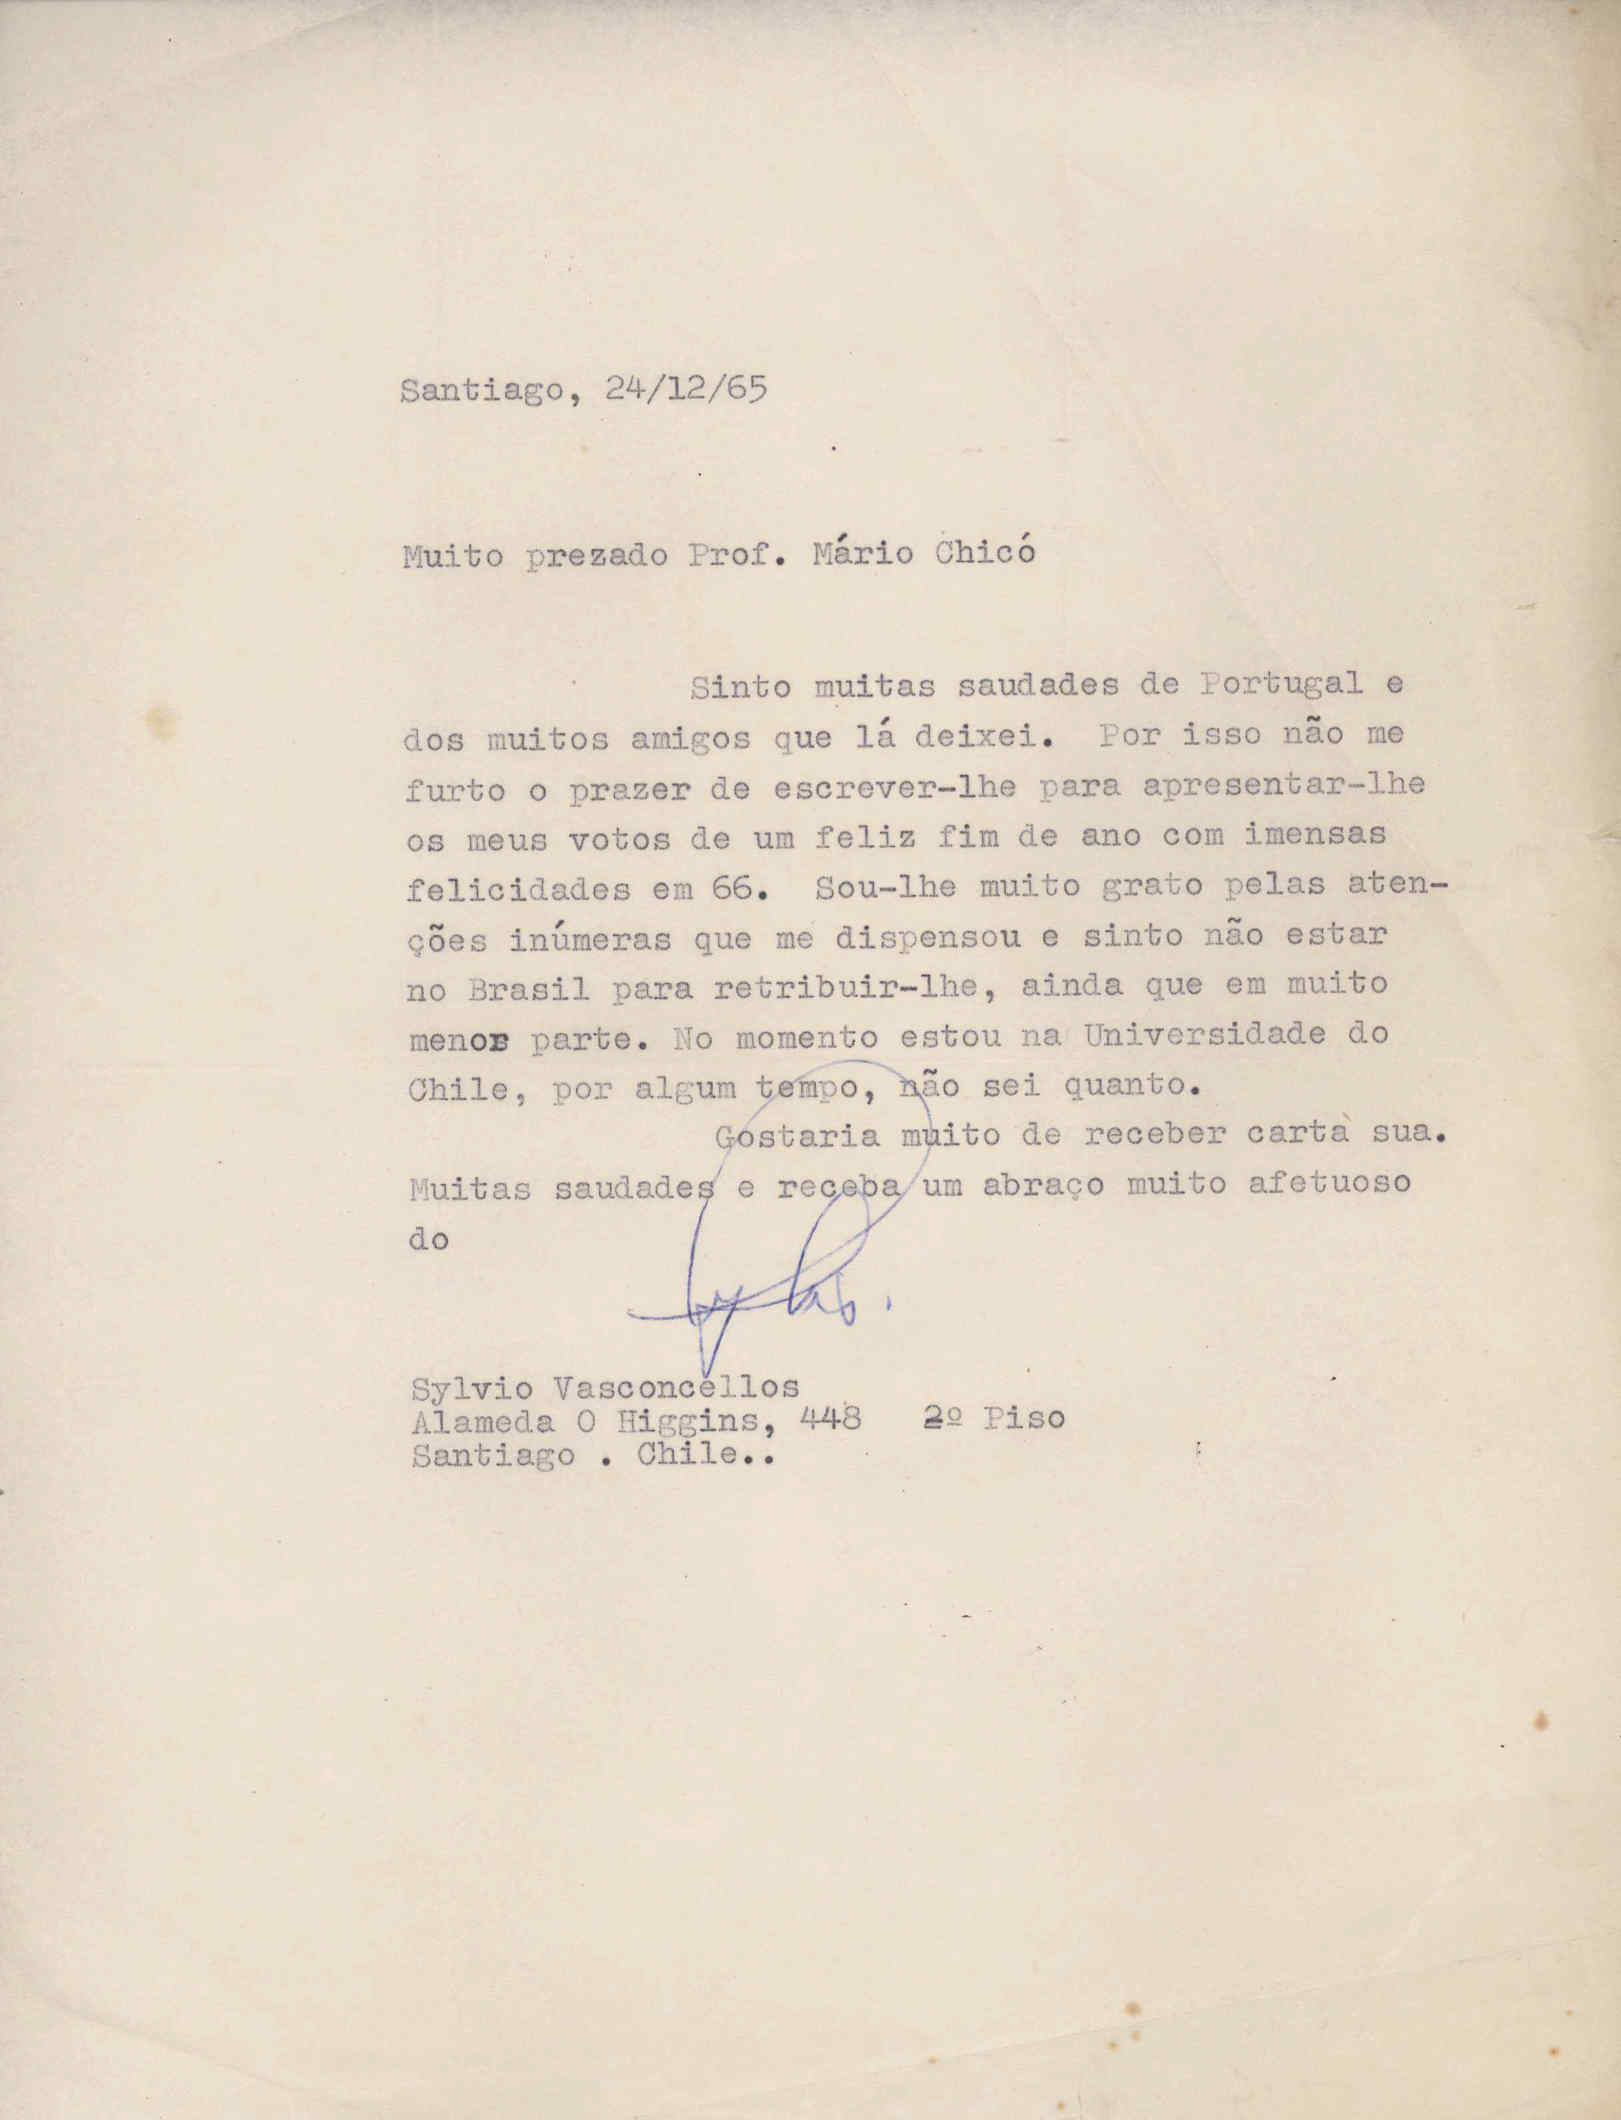 Santiago, 24/12/65
Muito prezado Prof. Mário Chicó
Sinto muitas saudades de Portugal e
dos muitos amigos que lá deixei. Por isso não me
furto o prazer de escrever-lhe para apresentar-lhe
os meus votos de um feliz fim de ano com imensas
felicidades em 66. Sou-lhe muito grato pelas aten-
ções inúmeras que me dispensou e sinto não estar
no Brasil para retribuir-lhe, ainda que em muito
menor parte. No momento estou na Universidade do
Chile, por algum tempo, não sei quanto.
Gostaria muito de receber carta sua.
Muitas saudades e receba um abraço muito afetuoso
do
Sylvio Vasconcellos
Alameda O Higgins, 448 2º Piso
Santiago . Chile..